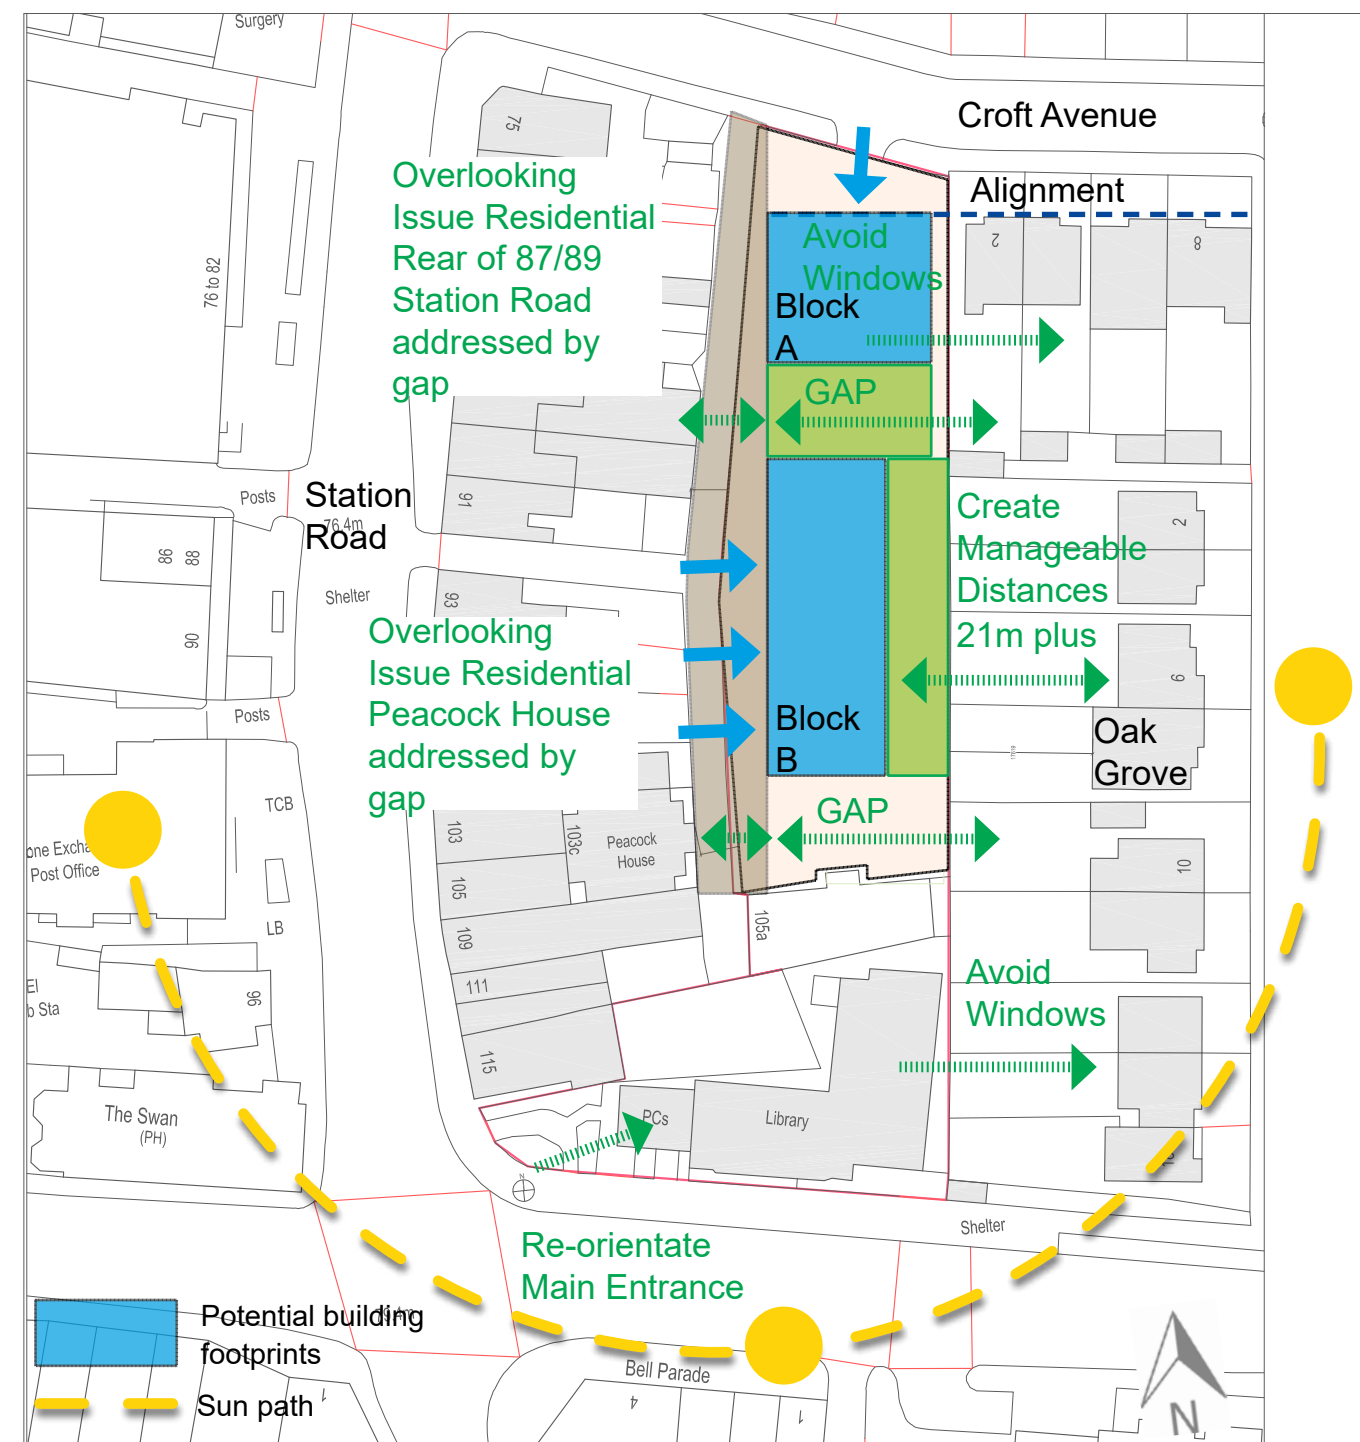 Surgery
75
Croft Avenue
Overlooking
Issue Residential
Rear of 87/89
Station Road
addressed by
gap
Alignment
Avoid
Windows
2
8
76 to 82
Block
A
GAP
Posts
Station
Road
76.4m
91
Create
Manageable
Distances
21m plus
2
86
88
Shelter
93
90
Overlooking
Issue Residential
Peacock House
addressed by
gap
6
Posts
Block
B
Oak
Grove
TCB
GAP
103
103c
Peacock
House
Post Office
105
10
LB
105a
109
111
96
Avoid
Windows
115
The Swan
(PH)
PCs
Library
N
Shelter
Re-orientate
Main Entrance
Potential building
footprints
Bell Parade
Sun path
1
4
1
N